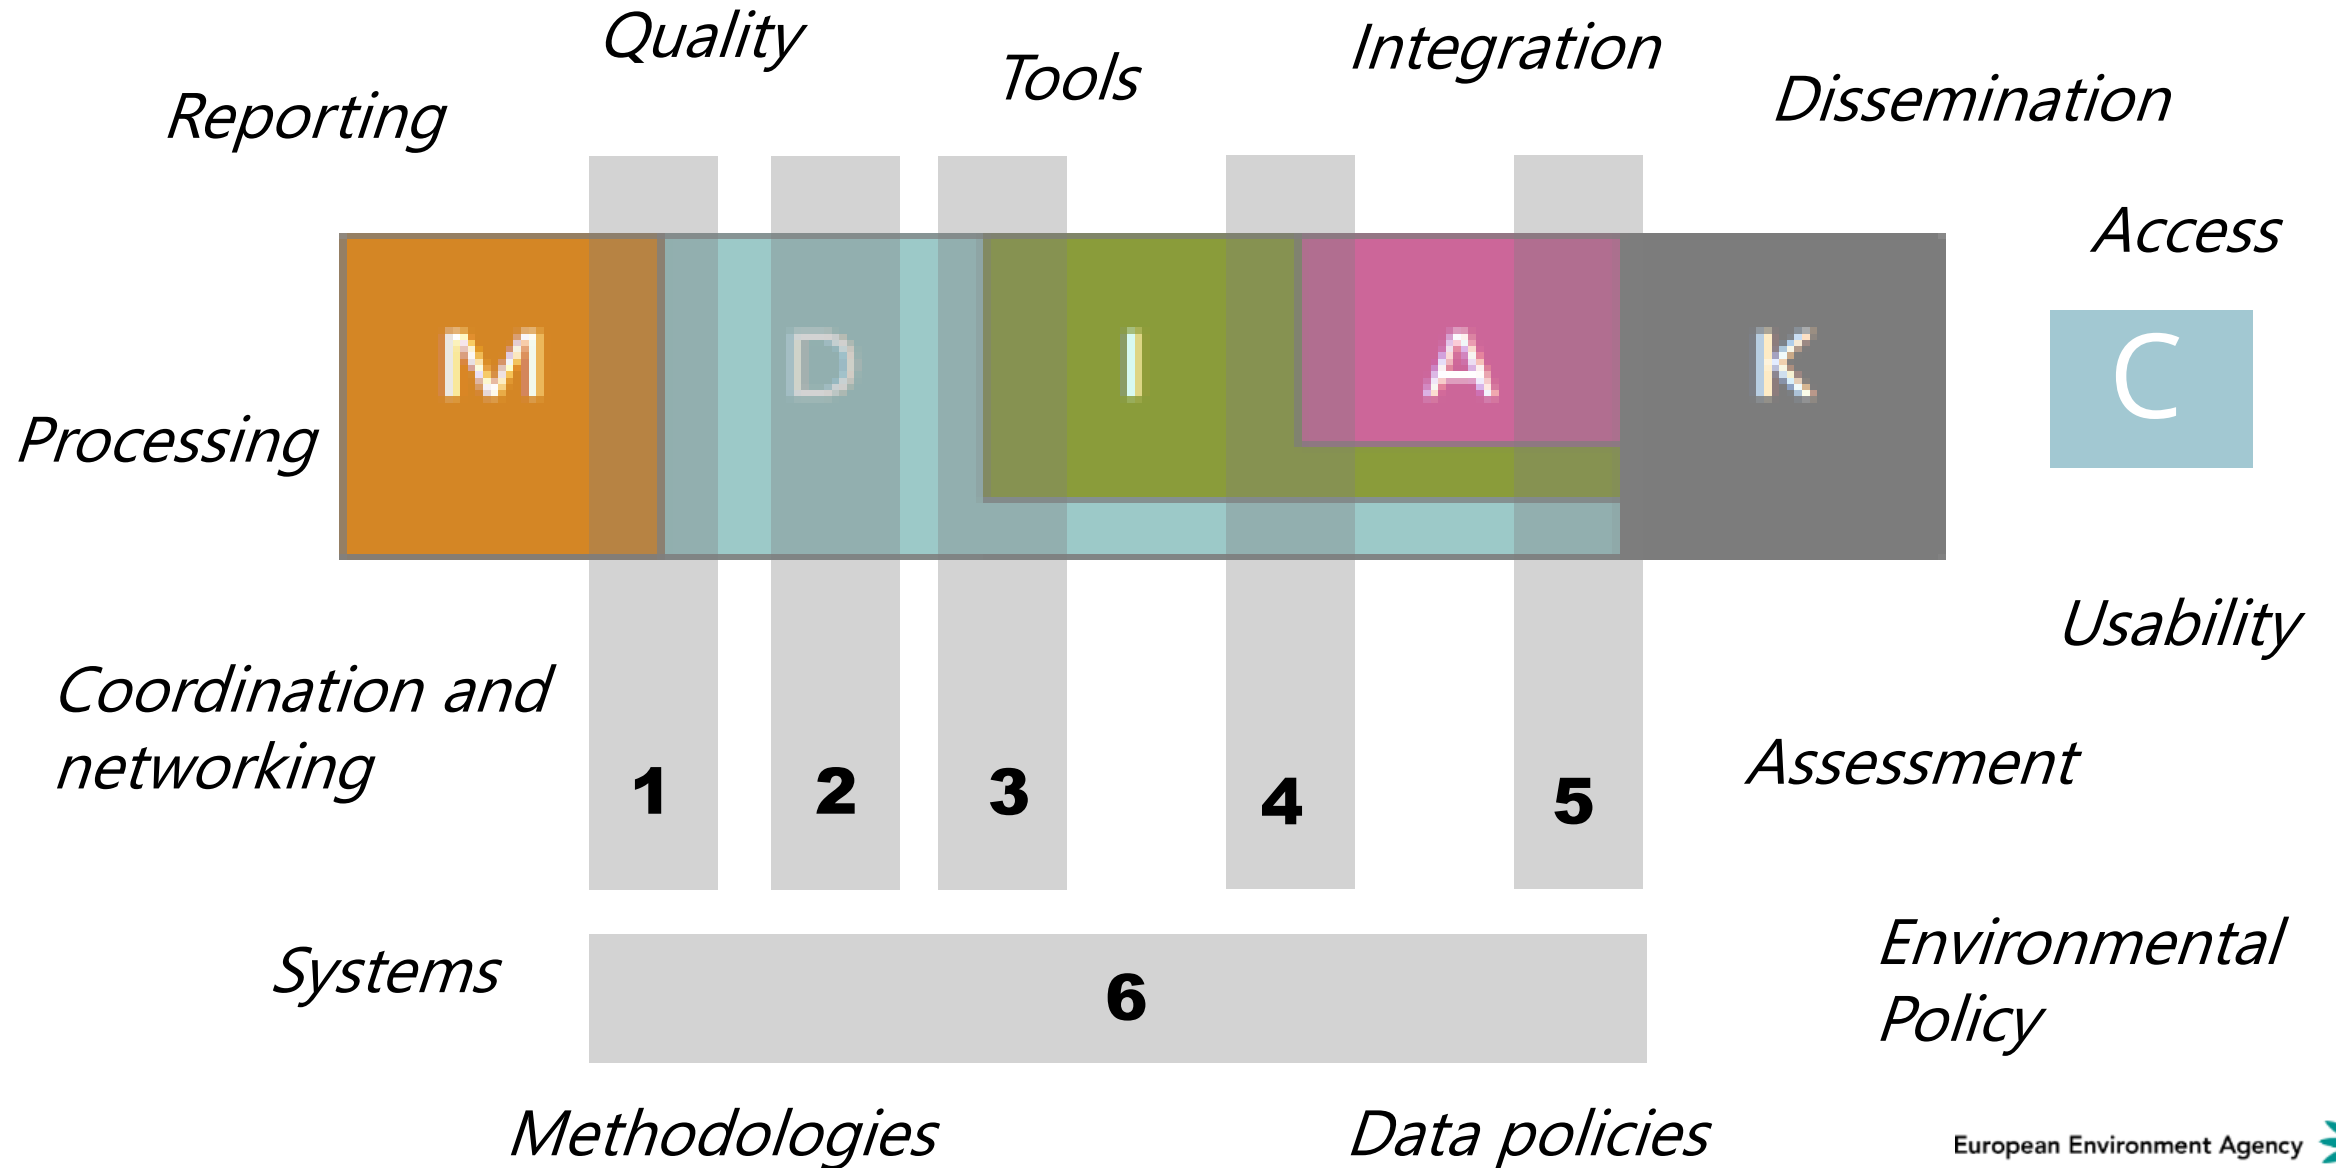 Quality
Integration
Tools
Dissemination
Reporting
Access
M D I A K C
Processing
Usability
Coordination and
networking
Assessment
1 2 3 4 5
Environmental
Policy
Systems
6
Methodologies
Data policies
European Environment Agency